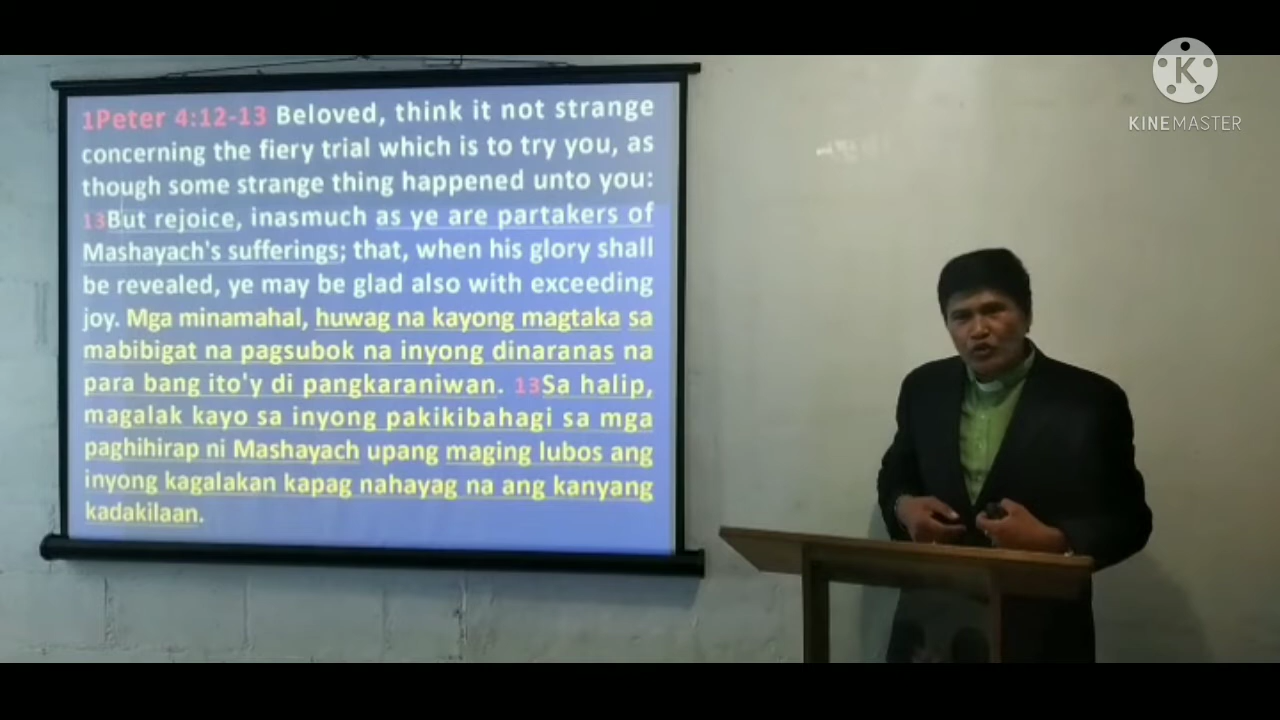 1Peter 4:12-13 Beloved, think it not strange
concerning the fiery trial which is to try you, as
though some strange thing happened unto you:
13But rejoice, inasmuch as ye are partakers of
Mashayach's sufferings; that, when his glory shall
be revealed, ye may be glad also with exceeding
joy. Mga minamahal, huwag na kayong magtaka sa
mabibigat na pagsubok na inyong dinaranas na
para bang ito'y di pangkaraniwan. 13Sa halip,
magalak kayo sa inyong pakikibahagi sa mga
paghihirap ni Mashayach upang maging lubos ang
inyong kagalakan kapag nahayag na ang kanyang
kadakilaan.
K
KINEMASTER